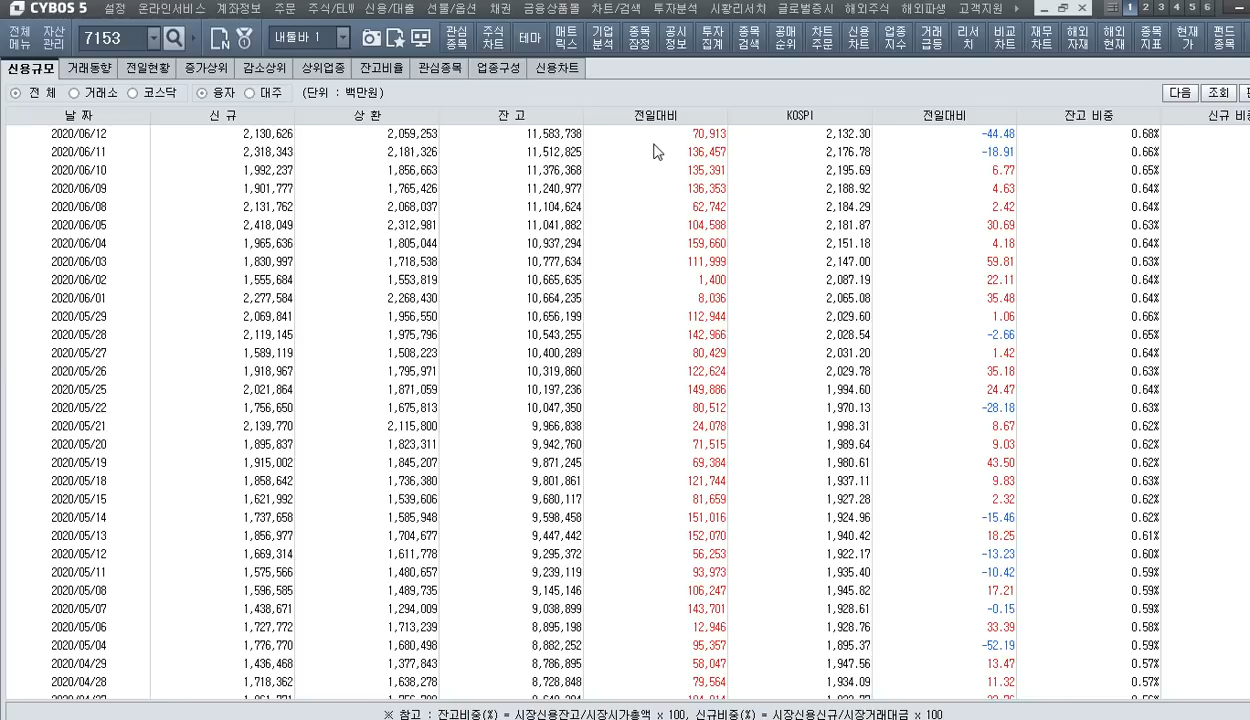 CYBOS 5 설정 온라인서비스 계좌정보 주문 주식/ELW 신용/대출 선물/옵션 채권 금융상품몰 차트/검색 투자분석 시황리서치 글로벌증시 해외주식 해외파생 고객지원 1 2 3 4 5 6
전체메뉴 자산관리 7153 내툴바 1 관심종목 주식차트 테마 매트릭스 기업분석 종목잠정 공시정보 투자집계 종목검색 공매순위 차트주문 신용차트 업종지수 거래급등 리서치 비교차트 재무차트 해외자재 해외현재 종목지표 현재가 펀드종목
신용규모 거래동향 전일현황 증가상위 감소상위 상위업종 잔고비율 관심종목 업종구성 신용차트
전 체 거래소 코스닥 융자 대주 (단위 : 백만원) 다음 조회
날 짜 신 규 상 환 잔 고 전일대비 KOSPI 전일대비 잔고 비중 신규 비
2020/06/12 2,130,626 2,059,253 11,583,738 70,913 2,132.30 -44.48 0.68%
2020/06/11 2,318,343 2,181,326 11,512,825 136,457 2,176.78 -18.91 0.66%
2020/06/10 1,992,237 1,856,663 11,376,368 135,391 2,195.69 6.77 0.65%
2020/06/09 1,901,777 1,765,426 11,240,977 136,353 2,188.92 4.63 0.64%
2020/06/08 2,131,762 2,068,037 11,104,624 62,742 2,184.29 2.42 0.64%
2020/06/05 2,418,049 2,312,981 11,041,882 104,588 2,181.87 30.69 0.63%
2020/06/04 1,965,636 1,805,044 10,937,294 159,660 2,151.18 4.18 0.64%
2020/06/03 1,830,997 1,718,538 10,777,634 111,999 2,147.00 59.81 0.63%
2020/06/02 1,555,684 1,553,819 10,665,635 1,400 2,087.19 22.11 0.64%
2020/06/01 2,277,584 2,268,430 10,664,235 8,036 2,065.08 35.48 0.64%
2020/05/29 2,069,841 1,956,550 10,656,199 112,944 2,029.60 1.06 0.66%
2020/05/28 2,119,145 1,975,796 10,543,255 142,966 2,028.54 -2.66 0.65%
2020/05/27 1,589,119 1,508,223 10,400,289 80,429 2,031.20 1.42 0.64%
2020/05/26 1,918,967 1,795,971 10,319,860 122,624 2,029.78 35.18 0.63%
2020/05/25 2,021,864 1,871,059 10,197,236 149,886 1,994.60 24.47 0.64%
2020/05/22 1,756,650 1,675,813 10,047,350 80,512 1,970.13 -28.18 0.63%
2020/05/21 2,139,770 2,115,800 9,966,838 24,078 1,998.31 8.67 0.62%
2020/05/20 1,895,837 1,823,311 9,942,760 71,515 1,989.64 9.03 0.62%
2020/05/19 1,915,002 1,845,207 9,871,245 69,384 1,980.61 43.50 0.62%
2020/05/18 1,858,642 1,736,380 9,801,861 121,744 1,937.11 9.83 0.63%
2020/05/15 1,621,992 1,539,606 9,680,117 81,659 1,927.28 2.32 0.62%
2020/05/14 1,737,658 1,585,948 9,598,458 151,016 1,924.96 -15.46 0.62%
2020/05/13 1,856,977 1,704,677 9,447,442 152,070 1,940.42 18.25 0.61%
2020/05/12 1,669,314 1,611,778 9,295,372 56,253 1,922.17 -13.23 0.60%
2020/05/11 1,575,566 1,480,657 9,239,119 93,973 1,935.40 -10.42 0.59%
2020/05/08 1,596,585 1,489,735 9,145,146 106,247 1,945.82 17.21 0.59%
2020/05/07 1,438,671 1,294,009 9,038,899 143,701 1,928.61 -0.15 0.59%
2020/05/06 1,727,772 1,713,239 8,895,198 12,946 1,928.76 33.39 0.58%
2020/05/04 1,776,770 1,680,498 8,882,252 95,357 1,895.37 -52.19 0.59%
2020/04/29 1,436,468 1,377,843 8,786,895 58,047 1,947.56 13.47 0.57%
2020/04/28 1,718,362 1,638,278 8,728,848 79,564 1,934.09 11.32 0.57%
※ 참고 : 잔고비중(%) = 시장신용잔고/시장시가총액 x 100, 신규비중(%) = 시장신용신규/시장거래대금 x 100